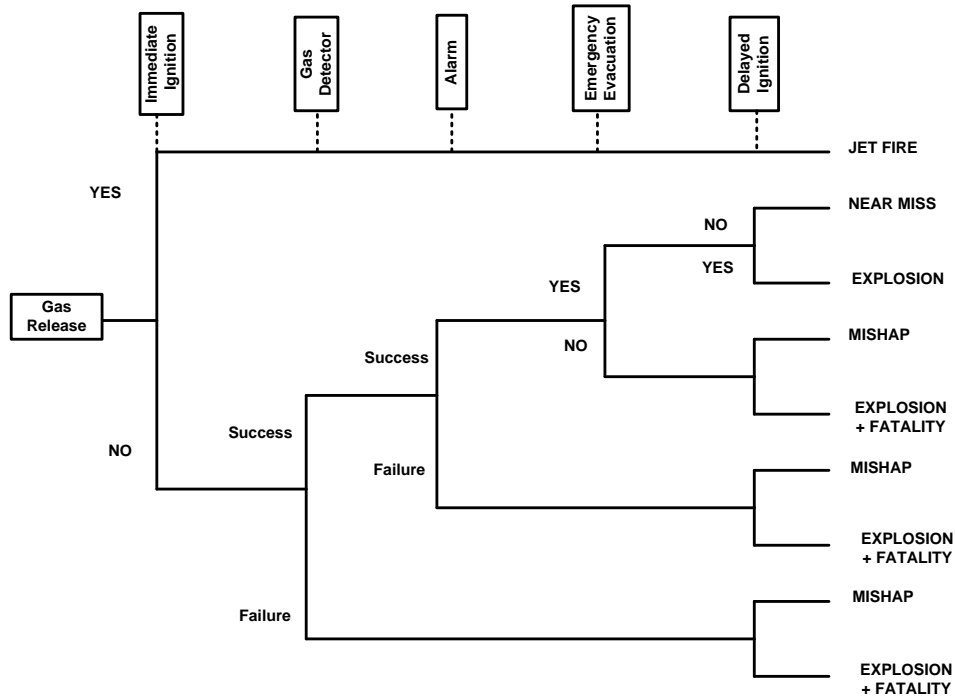 Immediate
Ignition
Gas
Detector
Alarm
Emergency
Evacuation
Delayed
Ignition
JET FIRE
YES
NEAR MISS
NO
YES
EXPLOSION
YES
Gas
Release
NO
MISHAP
Success
EXPLOSION
+ FATALITY
Success
NO
Failure
MISHAP
EXPLOSION
+ FATALITY
MISHAP
Failure
EXPLOSION
+ FATALITY